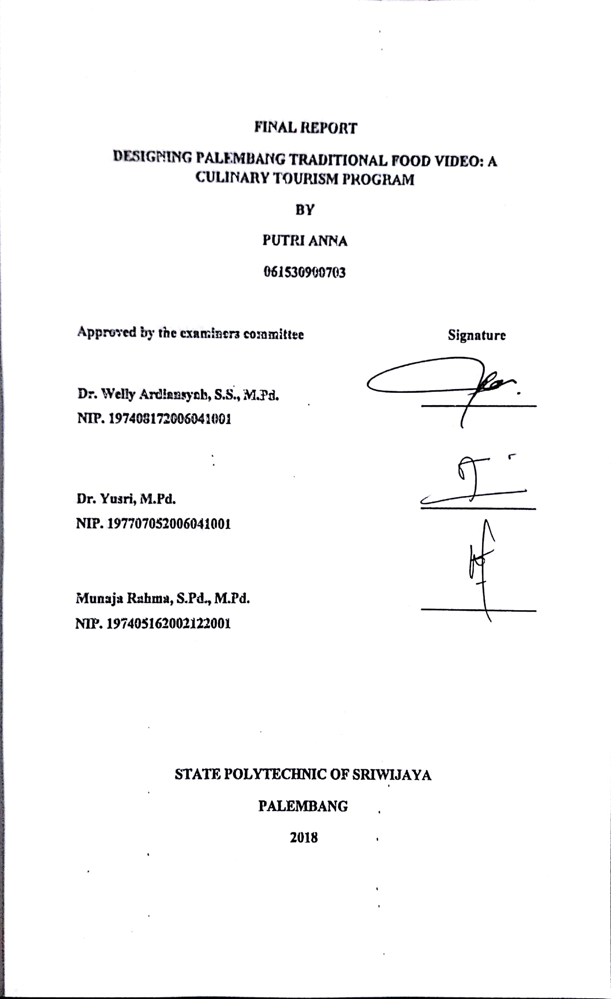 FINAL REPORT
DESIGNING PALEMBANG TRADITIONAL FOOD VIDEO: A
CULINARY TOURISM PROGRAM
BY
PUTRI ANNA
061530900703
Approved by the examiners committee
Signature
Dr. Welly Ardiansyah, S.S., M.Pd.
NIP. 197408172006041001
Dr. Yusri, M.Pd.
NIP. 197707052006041001
Munaja Rahma, S.Pd., M.Pd.
NIP. 197405162002122001
STATE POLYTECHNIC OF SRIWIJAYA
PALEMBANG
2018